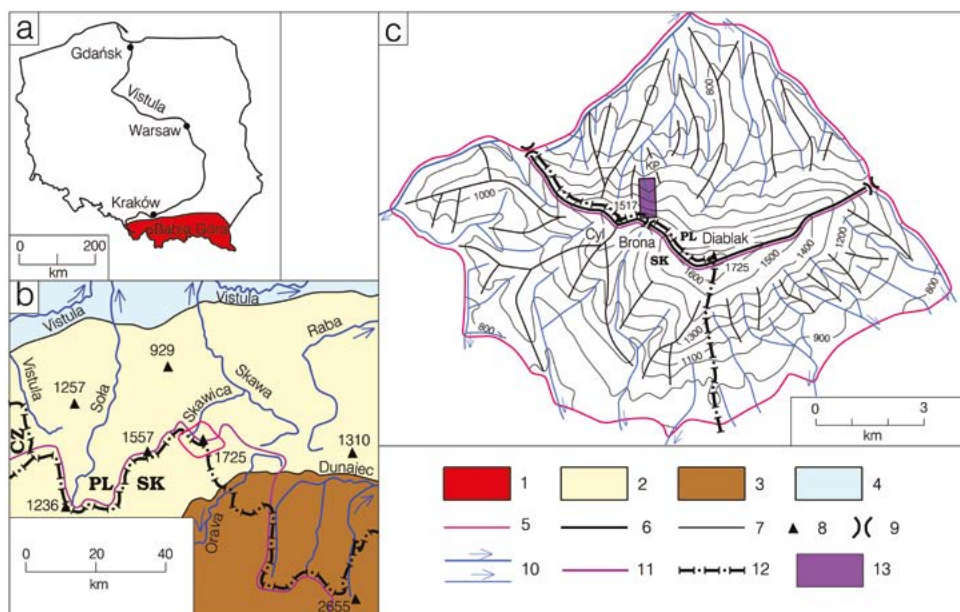 a
Gdańsk
Vistula
Warsaw
Kraków
Babia Góra
0 200
km
b
Vistula
Vistula
Raba
929
1257
Vistula
Soła
Skawa
Skawica
CZ
1557
1725
1310
PL SK
Dunajec
1236
Orava
0 20 40
km
2655
c
800
KP
1000
1517
Cyl
Brona
PL
Diablak
SK
1725
1600
1500
1400
1200
800
800
1300
1100
900
0 3
km
1 2 3 4
5 6 7 8 9
10 11 12 13